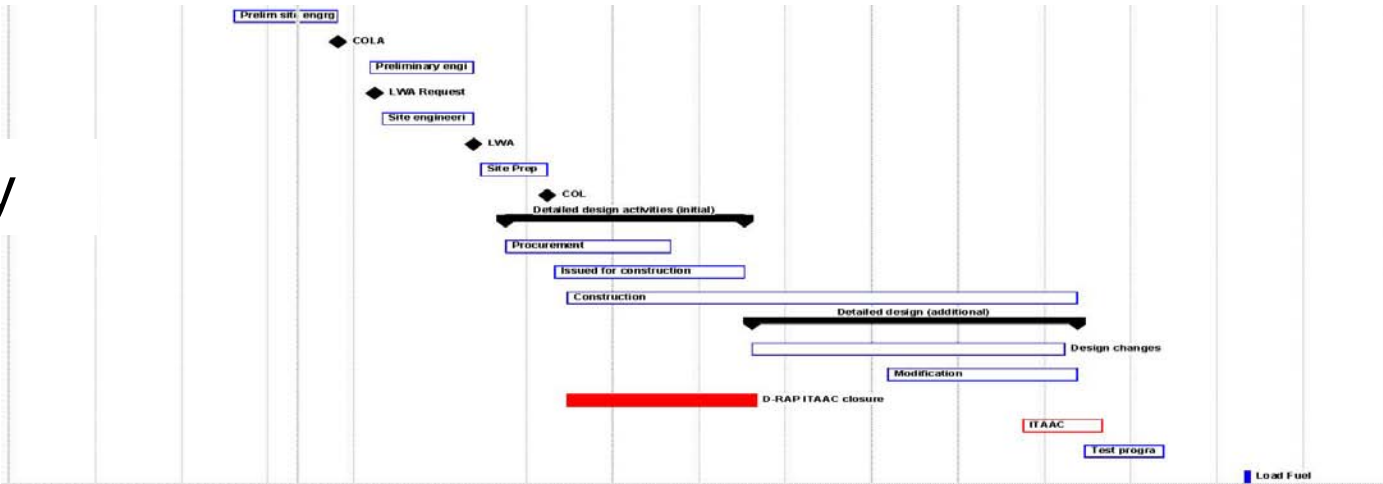 Prelim sit engrg
COLA
Preliminary engi
LWA Request
Site engineeri
LWA
Site Prep
COL
Detailed design activities (initial)
Procurement
Issued for construction
Construction
Detailed design (additional)
Design changes
Modification
D-RAP ITAAC closure
ITAAC
Test progra
Load Fuel